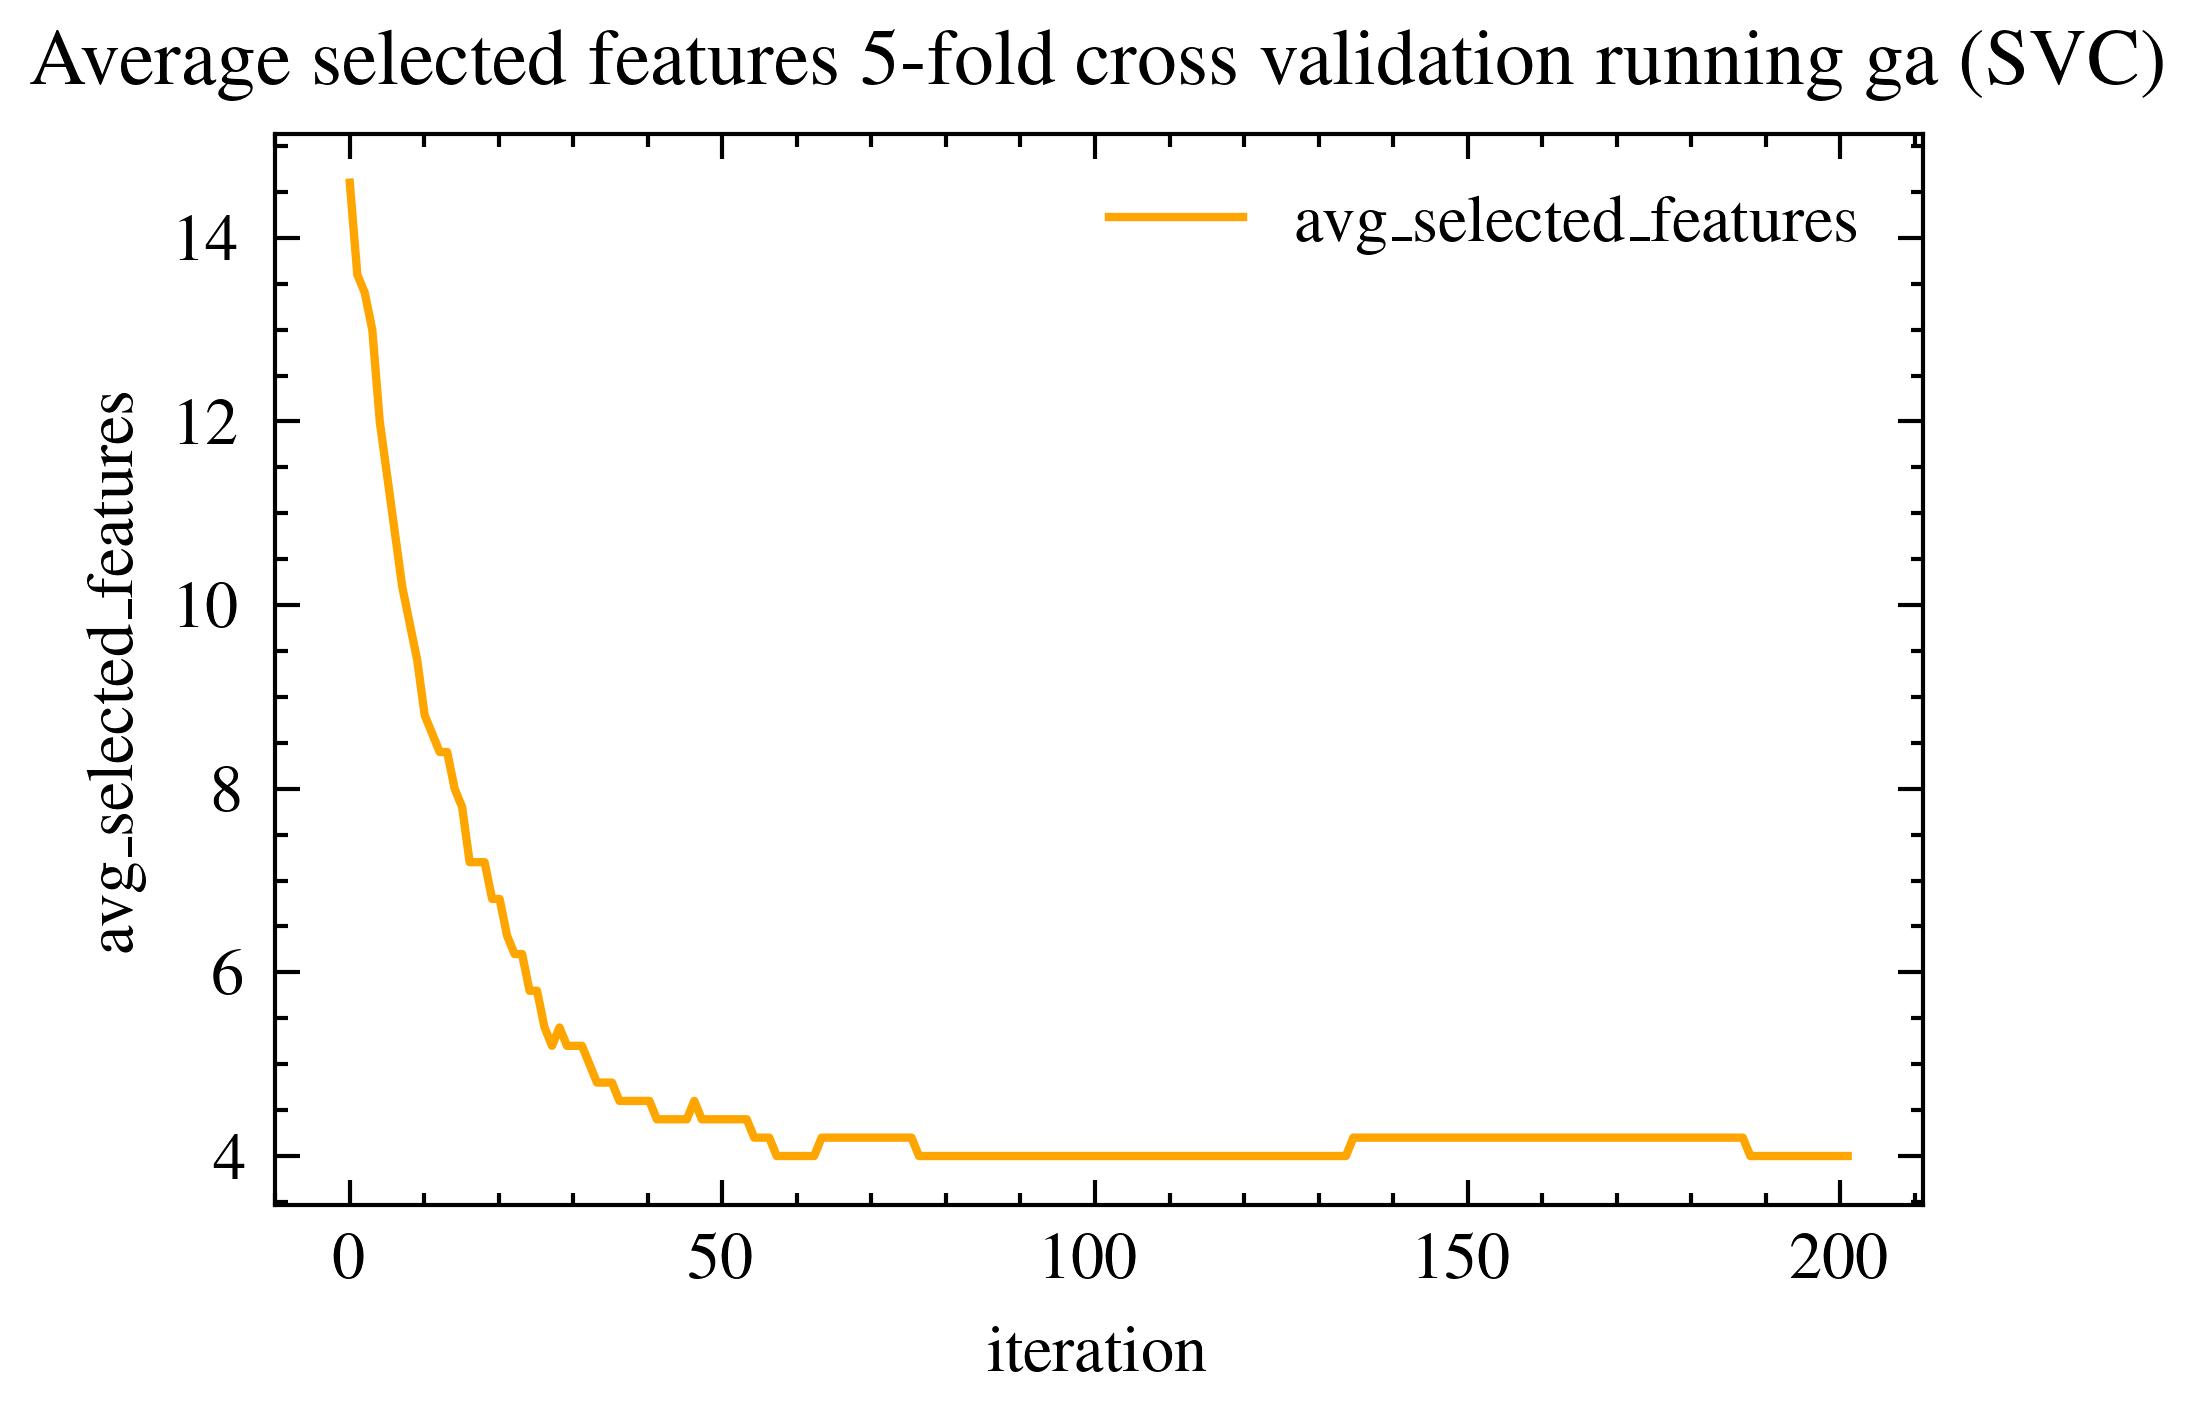 Average selected features 5-fold cross validation running ga (SVC)
avg_selected_features
14
12
10
8
6
4
avg_selected_features
0 50 100 150 200
iteration